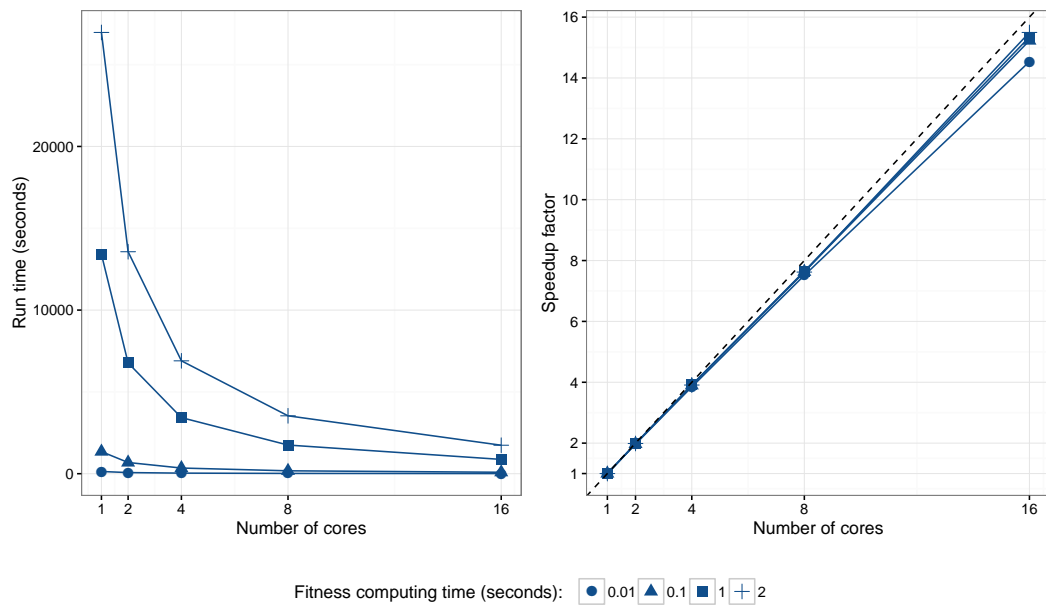 Run time (seconds)
20000
10000
0
1 2 4 8 16
Number of cores
Speedup factor
16
14
12
10
8
6
4
2
1
1 2 4 8 16
Number of cores
Fitness computing time (seconds): 0.01 0.1 1 2